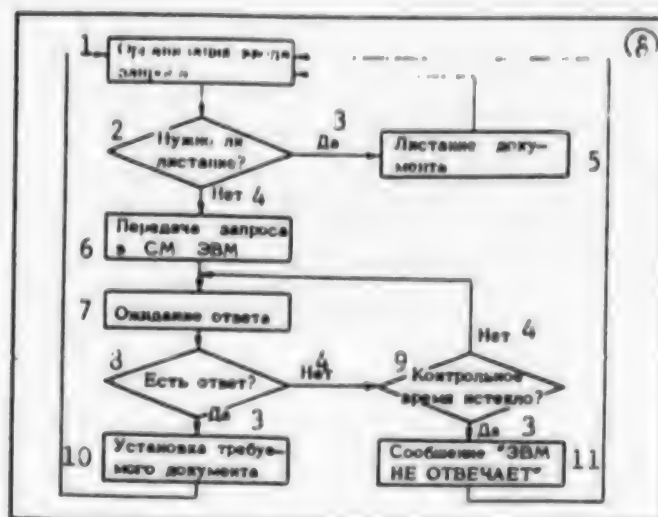 1
Организация ввода
запроса
8
2
Нужно ли
листание?
3
Да
Листание доку-
мента
5
Нет 4
6
Передача запроса
в СМ ЭВМ
7
Ожидание ответа
Нет 4
8
Есть ответ?
4
Нет
9
Контрольное
время истекло?
Да 3
Да 3
10
Установка требуе-
мого документа
Сообщение "ЭВМ
НЕ ОТВЕЧАЕТ"
11